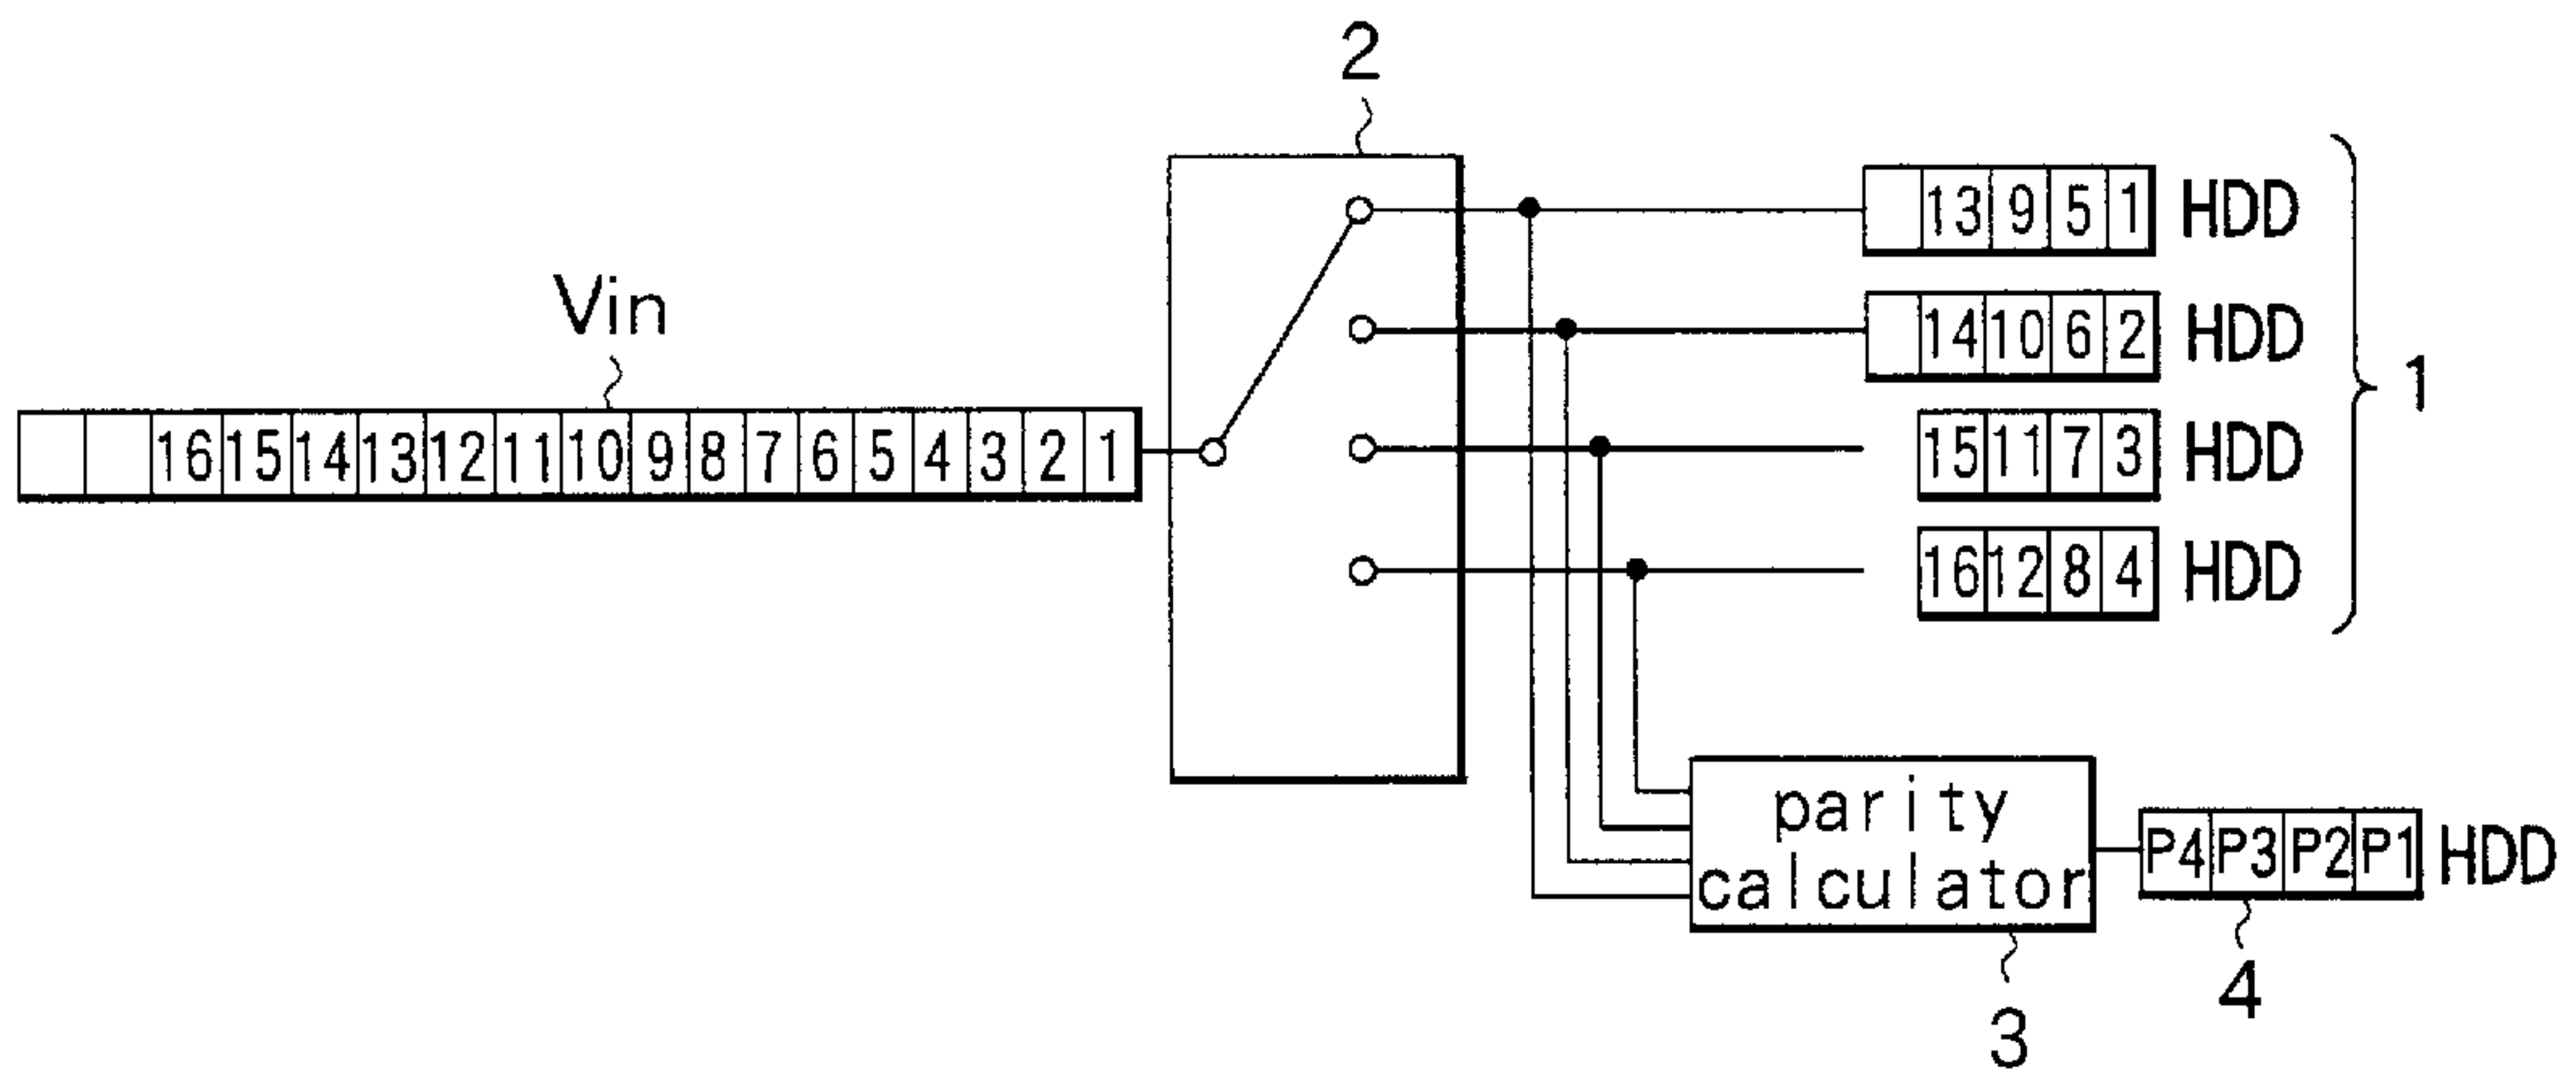 2
13 9 5 1 HDD
Vin
14 10 6 2 HDD
1
16 15 14 13 12 11 10 9 8 7 6 5 4 3 2 1
15 11 7 3 HDD
16 12 8 4 HDD
parity
calculator
P4 P3 P2 P1 HDD
4
3